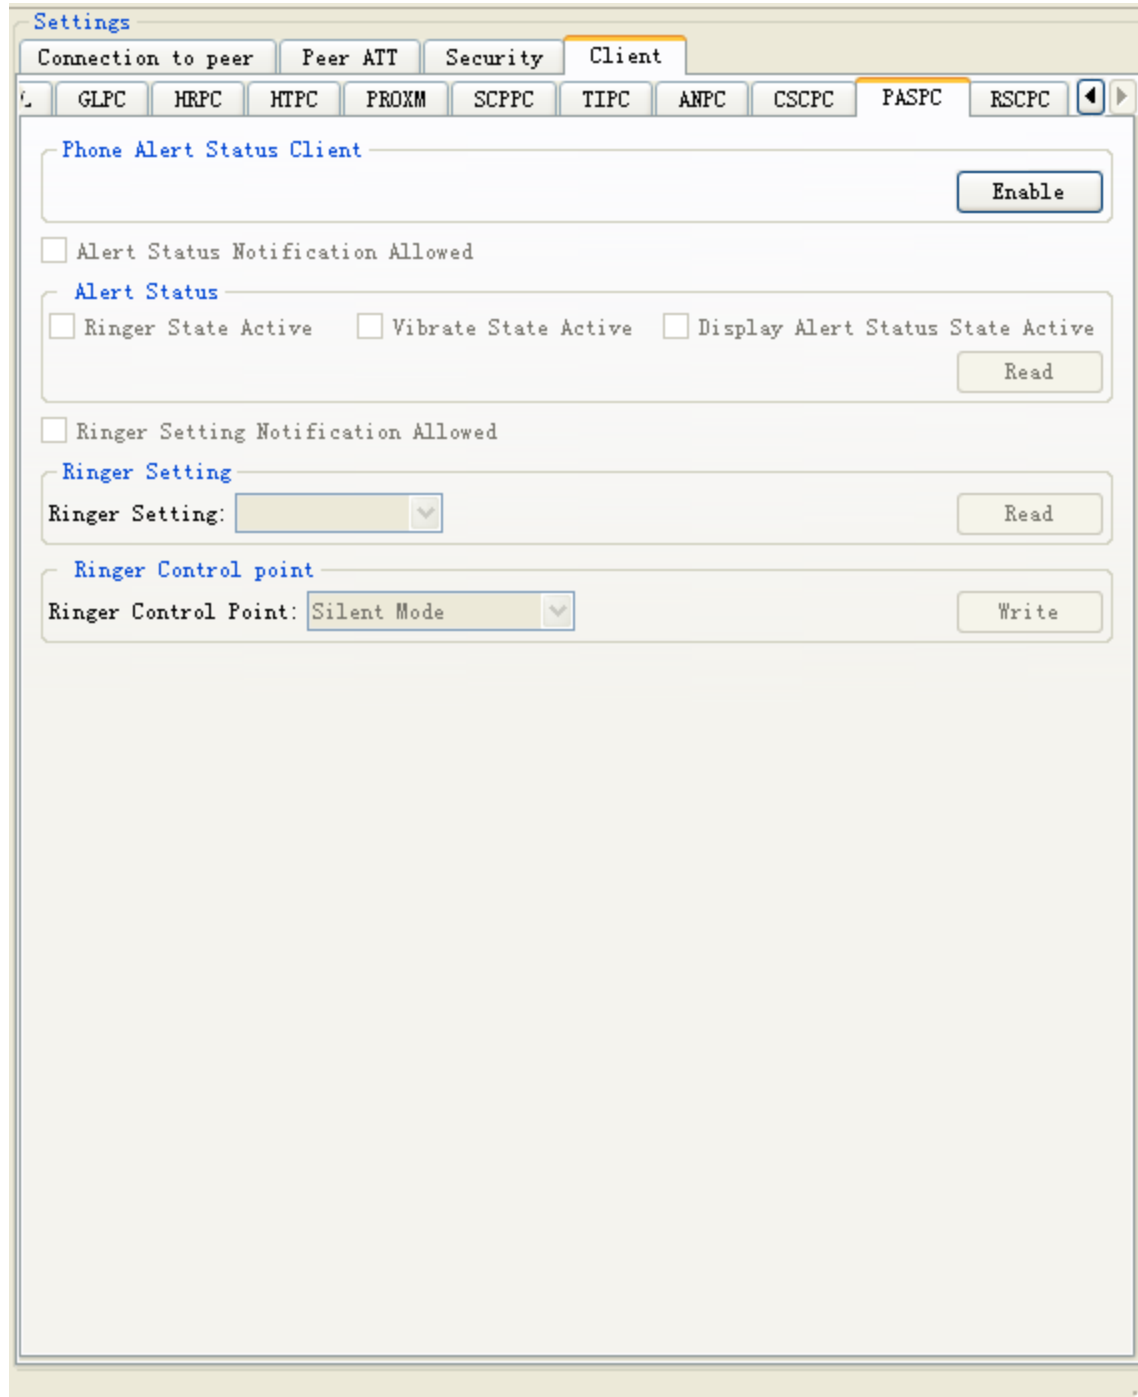 Settings
Connection to peer Peer ATT Security Client
GLPC HRPC HTPC PROXM SCPPC TIPC ANPC CSCPC PASPC RSCPC
Phone Alert Status Client
Enable
Alert Status Notification Allowed
Alert Status
Ringer State Active Vibrate State Active Display Alert Status State Active
Read
Ringer Setting Notification Allowed
Ringer Setting
Ringer Setting: Read
Ringer Control point
Ringer Control Point: Silent Mode Write